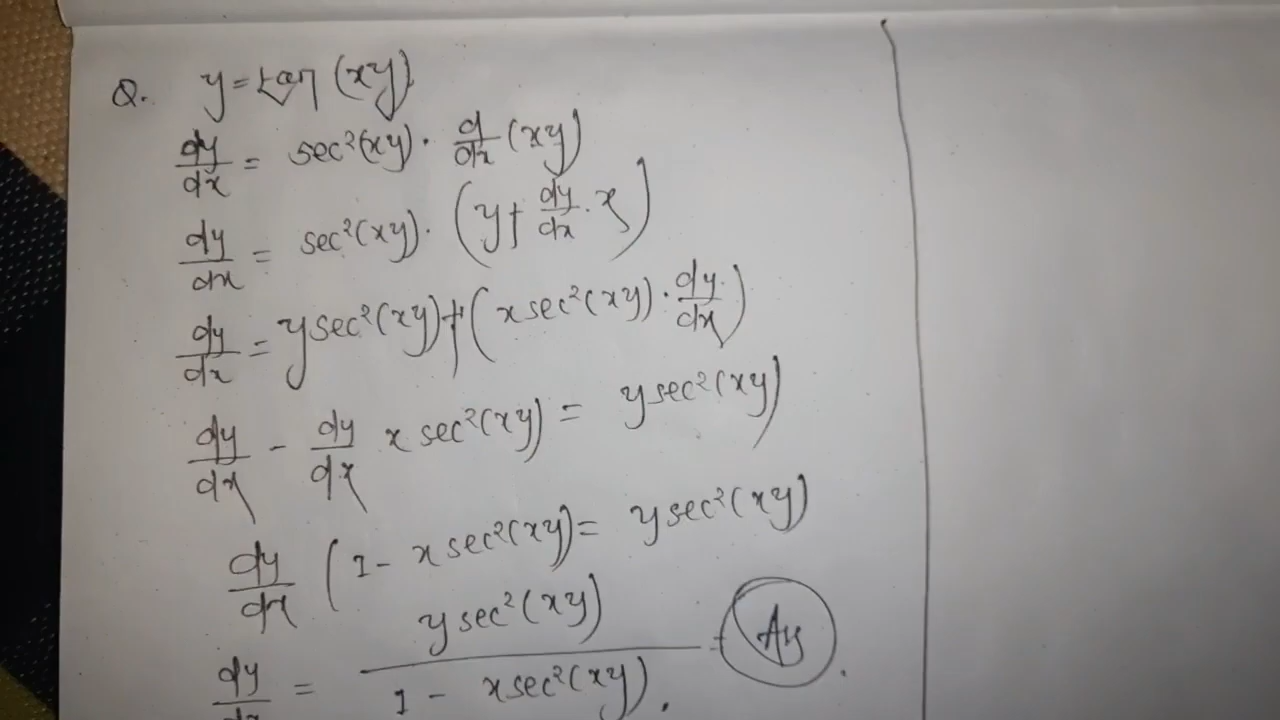 Q. y = tan (xy)
dy/dx = sec²(xy) · d/dx (xy)
dy/dx = sec²(xy) · (y + dy/dx · x)
dy/dx = y sec²(xy) + (x sec²(xy) · dy/dx)
dy/dx - dy/dx x sec²(xy) = y sec²(xy)
dy/dx (1 - x sec²(xy) = y sec²(xy)
dy/dx = y sec²(xy) / 1 - x sec²(xy).